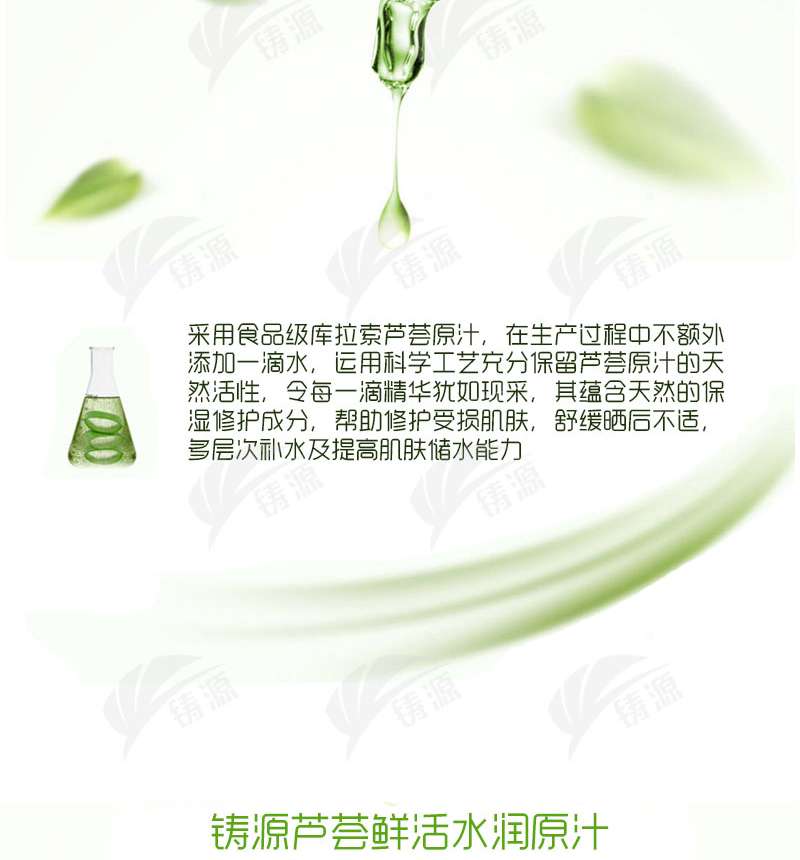 铸源
铸源
铸源
铸源
铸源
采用食品级库拉索芦荟原汁，在生产过程中不额外
添加一滴水，运用科学工艺充分保留芦荟原汁的天
然活性，令每一滴精华犹如现采，其蕴含天然的保
湿修护成分，帮助修护受损肌肤，舒缓晒后不适，
多层次补水及提高肌肤储水能力
铸源
铸源
铸源
铸源
铸源
铸源芦荟鲜活水润原汁